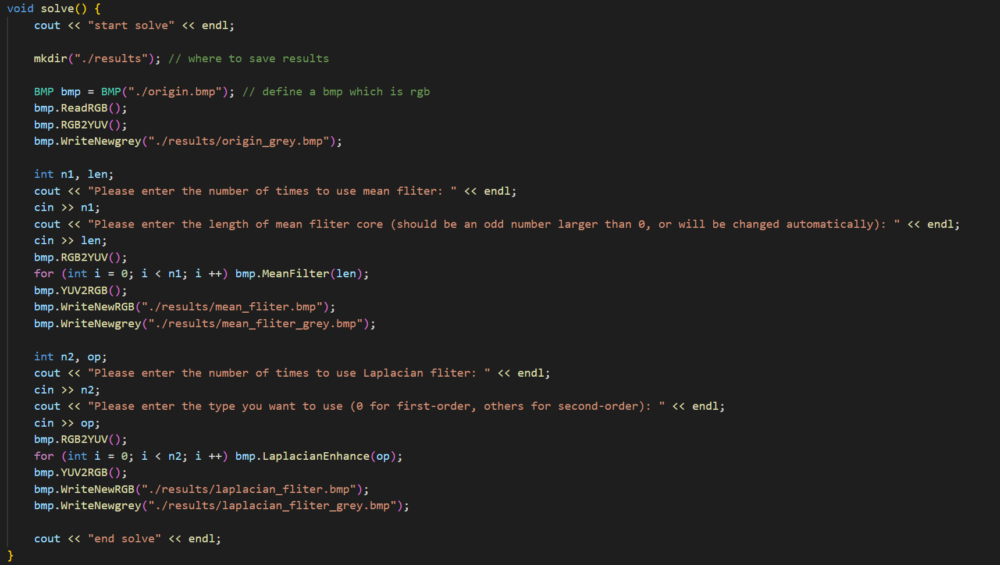 void solve() {
cout << "start solve" << endl;
mkdir("./results"); // where to save results
BMP bmp = BMP("./origin.bmp"); // define a bmp which is rgb
bmp.ReadRGB();
bmp.RGB2YUV();
bmp.WriteNewgrey("./results/origin_grey.bmp");
int n1, len;
cout << "Please enter the number of times to use mean fliter: " << endl;
cin >> n1;
cout << "Please enter the length of mean fliter core (should be an odd number larger than 0, or will be changed automatically): " << endl;
cin >> len;
bmp.RGB2YUV();
for (int i = 0; i < n1; i ++) bmp.MeanFilter(len);
bmp.YUV2RGB();
bmp.WriteNewRGB("./results/mean_fliter.bmp");
bmp.WriteNewgrey("./results/mean_fliter_grey.bmp");
int n2, op;
cout << "Please enter the number of times to use Laplacian fliter: " << endl;
cin >> n2;
cout << "Please enter the type you want to use (0 for first-order, others for second-order): " << endl;
cin >> op;
bmp.RGB2YUV();
for (int i = 0; i < n2; i ++) bmp.LaplacianEnhance(op);
bmp.YUV2RGB();
bmp.WriteNewRGB("./results/laplacian_fliter.bmp");
bmp.WriteNewgrey("./results/laplacian_fliter_grey.bmp");
cout << "end solve" << endl;
}